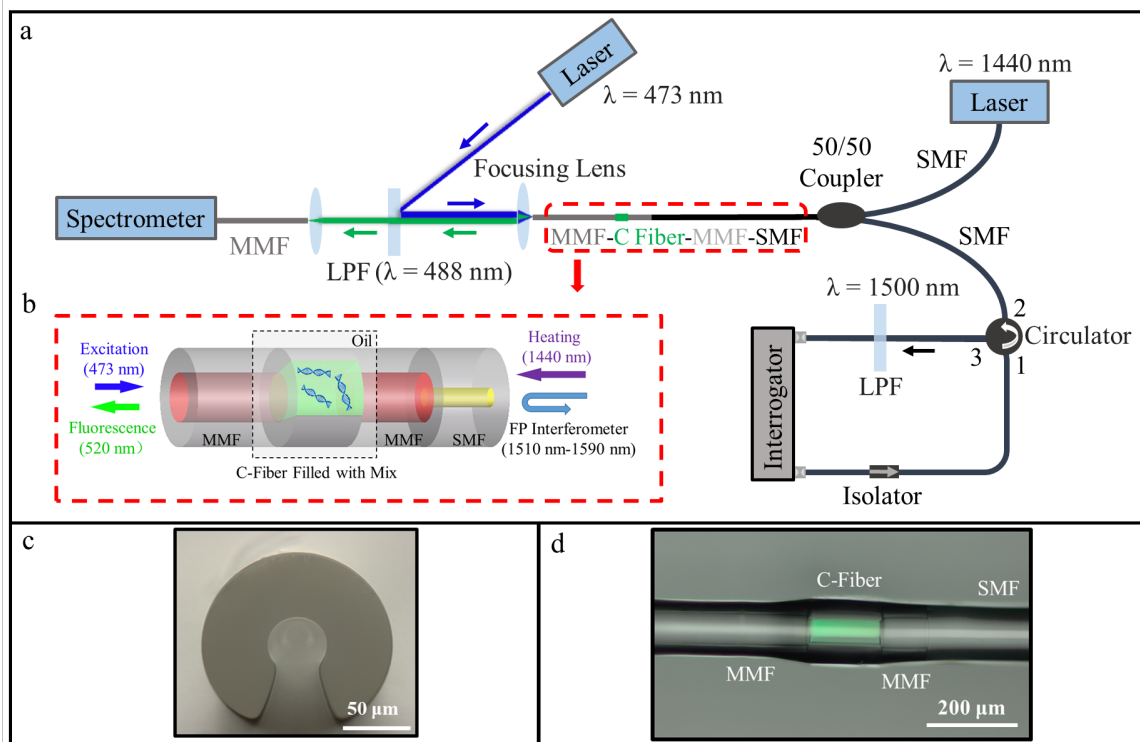 a
Laser
λ = 473 nm
λ = 1440 nm
Laser
50/50
Coupler
SMF
Focusing Lens
Spectrometer
MMF
LPF (λ = 488 nm)
MMF-C Fiber-MMF-SMF
SMF
λ = 1500 nm
2
Circulator
3
1
LPF
Interrogator
Isolator
b
Oil
Excitation
(473 nm)
Fluorescence
(520 nm)
Heating
(1440 nm)
FP Interferometer
(1510 nm-1590 nm)
MMF
MMF
SMF
C-Fiber Filled with Mix
c
50 μm
d
C-Fiber
SMF
MMF
MMF
200 μm